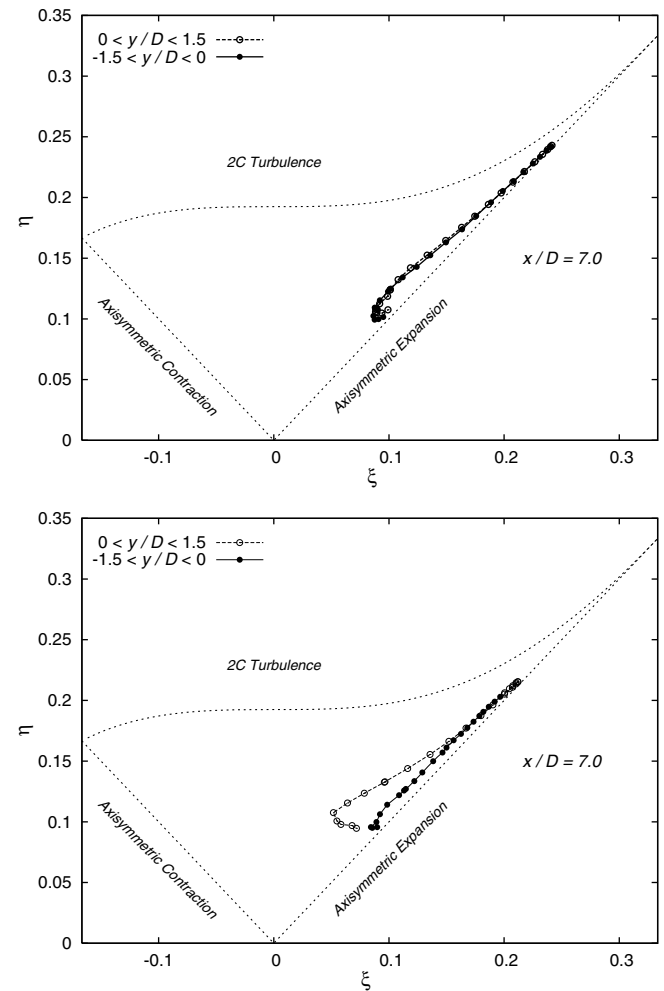 0.35
0 < y / D < 1.5
-1.5 < y / D < 0
0.3
0.25
2C Turbulence
0.2
η
0.15
x / D = 7.0
Axisymmetric Contraction
Axisymmetric Expansion
0.1
0.05
0
-0.1 0 0.1 0.2 0.3
ξ
0.35
0 < y / D < 1.5
-1.5 < y / D < 0
0.3
0.25
2C Turbulence
0.2
η
0.15
x / D = 7.0
Axisymmetric Contraction
Axisymmetric Expansion
0.1
0.05
0
-0.1 0 0.1 0.2 0.3
ξ